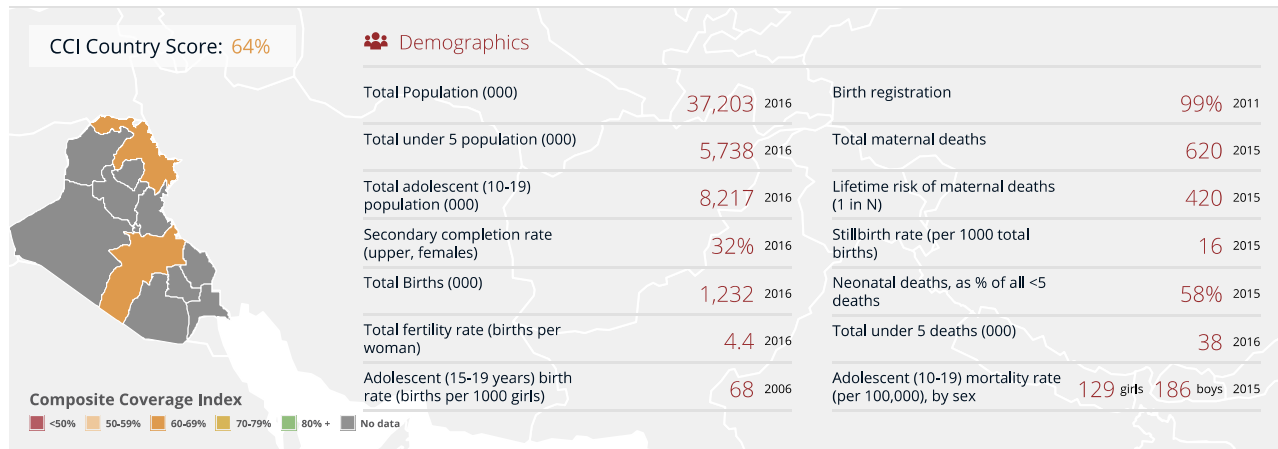 CCI Country Score: 64%
Demographics
Total Population (000) 37,203 2016
Total under 5 population (000) 5,738 2016
Total adolescent (10-19)
population (000) 8,217 2016
Secondary completion rate
(upper, females) 32% 2016
Total Births (000) 1,232 2016
Total fertility rate (births per
woman) 4.4 2016
Adolescent (15-19 years) birth
rate (births per 1000 girls) 68 2006
Birth registration 99% 2011
Total maternal deaths 620 2015
Lifetime risk of maternal deaths
(1 in N) 420 2015
Stillbirth rate (per 1000 total
births) 16 2015
Neonatal deaths, as % of all <5
deaths 58% 2015
Total under 5 deaths (000) 38 2016
Adolescent (10-19) mortality rate
(per 100,000), by sex 129 girls 186 boys 2015
Composite Coverage Index
<50% 50-59% 60-69% 70-79% 80% + No data